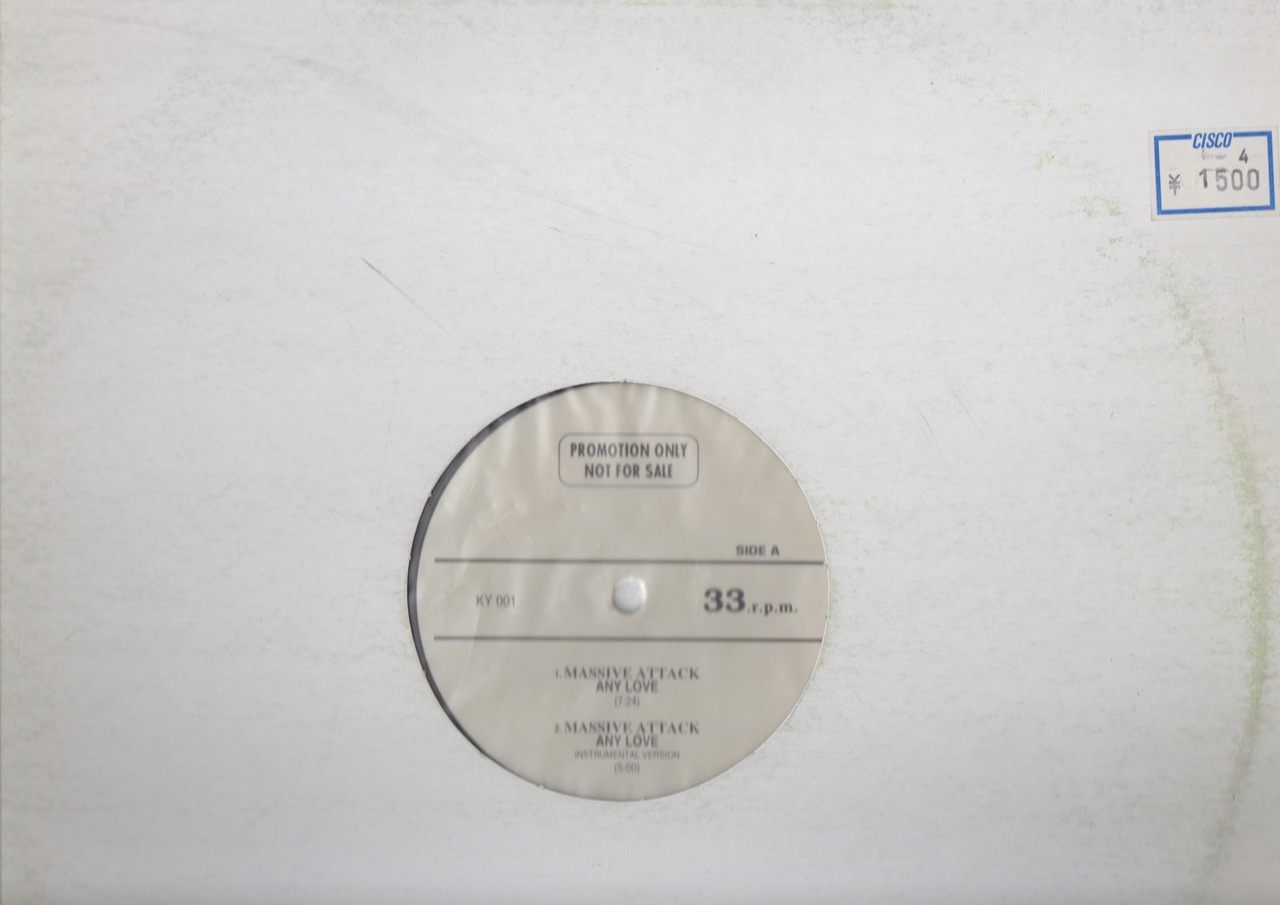 CISCO
4
¥ 1500
PROMOTION ONLY
NOT FOR SALE
SIDE A
KY 001
33.r.p.m.
1. MASSIVE ATTACK
ANY LOVE
(7:24)
2. MASSIVE ATTACK
ANY LOVE
INSTRUMENTAL VERSION
(5:00)